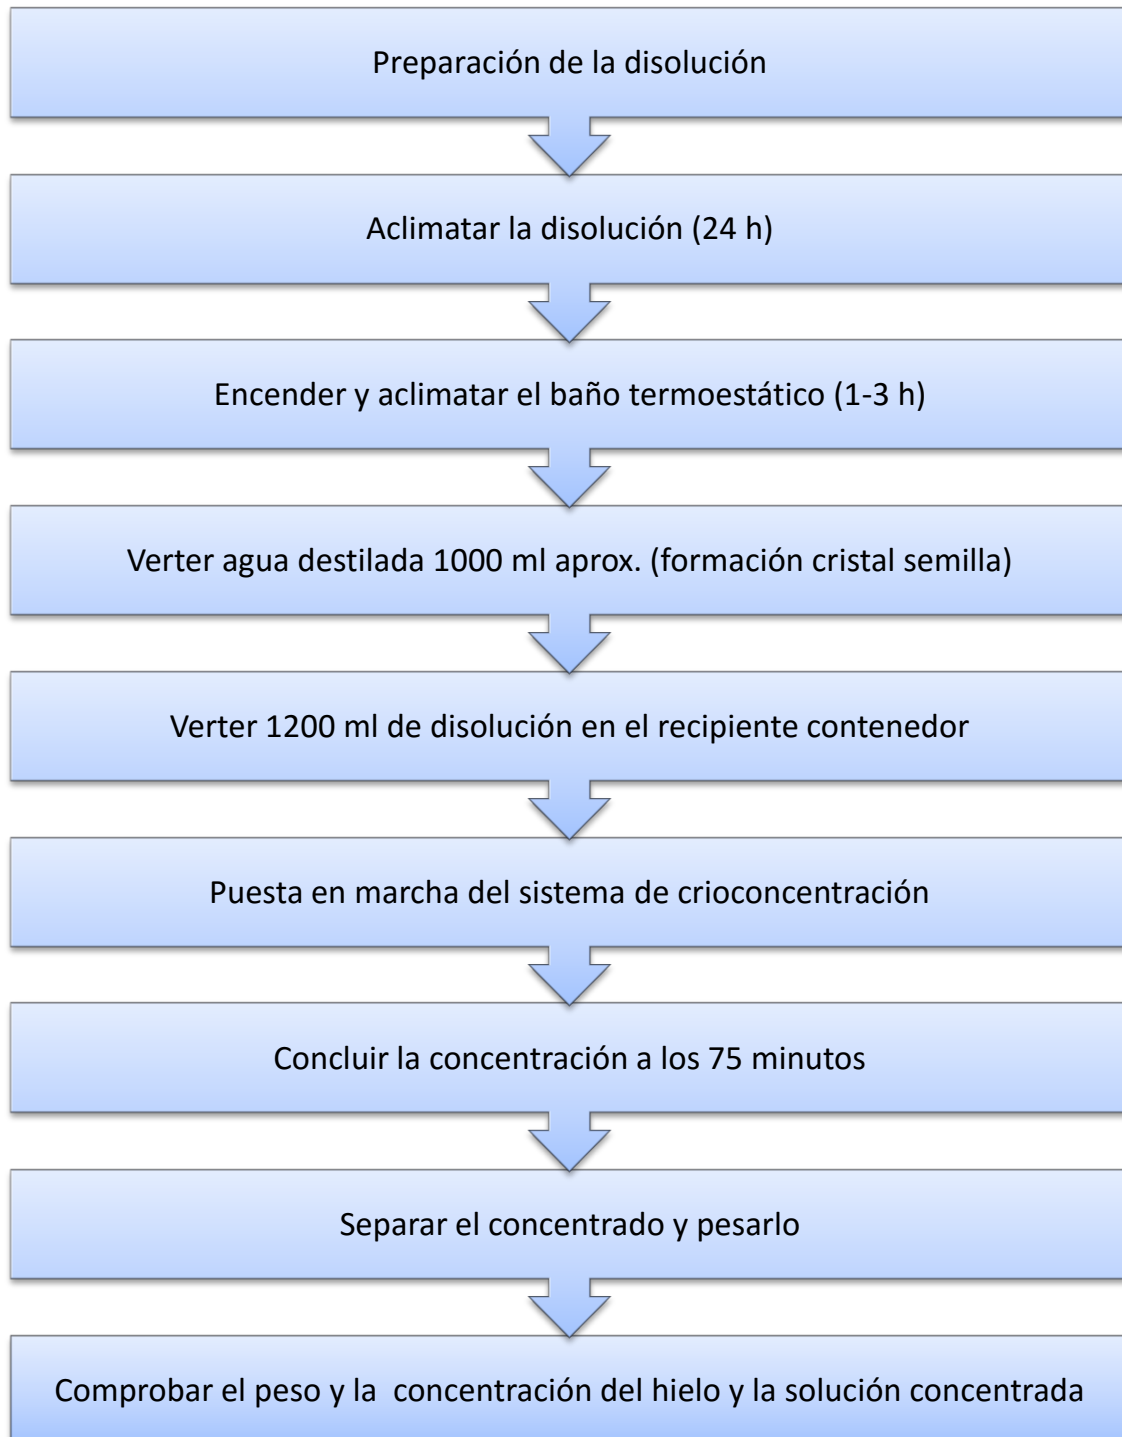 Preparación de la disolución
Aclimatar la disolución (24 h)
Encender y aclimatar el baño termoestático (1-3 h)
Verter agua destilada 1000 ml aprox. (formación cristal semilla)
Verter 1200 ml de disolución en el recipiente contenedor
Puesta en marcha del sistema de crioconcentración
Concluir la concentración a los 75 minutos
Separar el concentrado y pesarlo
Comprobar el peso y la  concentración del hielo y la solución concentrada